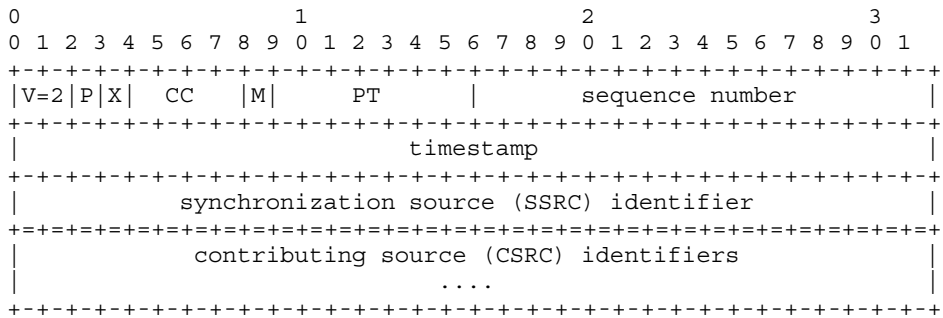 0                   1                   2                   3
0 1 2 3 4 5 6 7 8 9 0 1 2 3 4 5 6 7 8 9 0 1 2 3 4 5 6 7 8 9 0 1
+-+-+-+-+-+-+-+-+-+-+-+-+-+-+-+-+-+-+-+-+-+-+-+-+-+-+-+-+-+-+-+-+
|V=2|P|X|  CC   |M|     PT      |       sequence number         |
+-+-+-+-+-+-+-+-+-+-+-+-+-+-+-+-+-+-+-+-+-+-+-+-+-+-+-+-+-+-+-+-+
|                           timestamp                           |
+-+-+-+-+-+-+-+-+-+-+-+-+-+-+-+-+-+-+-+-+-+-+-+-+-+-+-+-+-+-+-+-+
|           synchronization source (SSRC) identifier            |
+=+=+=+=+=+=+=+=+=+=+=+=+=+=+=+=+=+=+=+=+=+=+=+=+=+=+=+=+=+=+=+=+
|            contributing source (CSRC) identifiers             |
|                             ....                              |
+-+-+-+-+-+-+-+-+-+-+-+-+-+-+-+-+-+-+-+-+-+-+-+-+-+-+-+-+-+-+-+-+